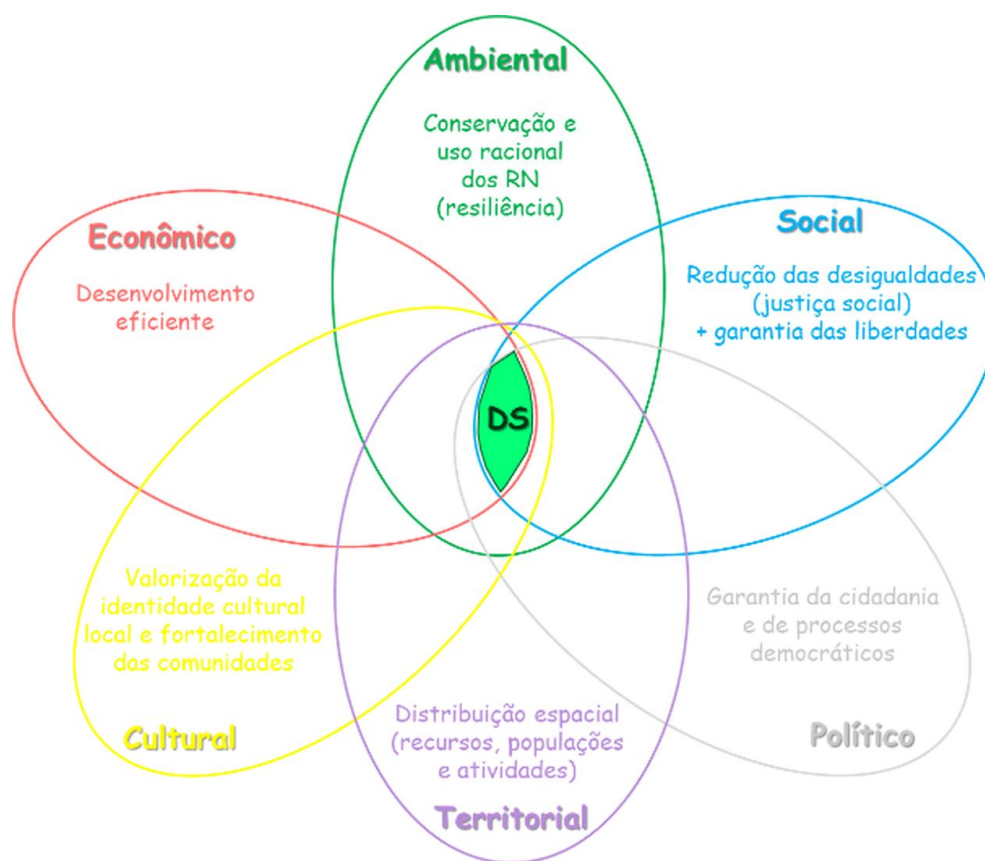 Ambiental
Conservação e
uso racional
dos RN
(resiliência)
Econômico
Desenvolvimento
eficiente
Social
Redução das desigualdades
(justiça social)
+ garantia das liberdades
DS
Valorização da
identidade cultural
local e fortalecimento
das comunidades
Cultural
Distribuição espacial
(recursos, populações
e atividades)
Territorial
Garantia da cidadania
e de processos
democráticos
Político